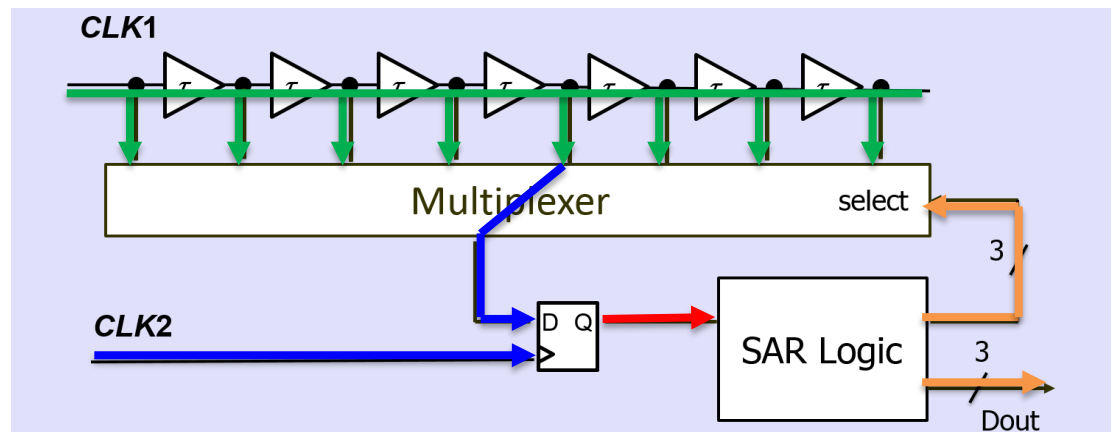 CLK1
τ τ τ τ τ τ τ
Multiplexer
select
3
CLK2
D Q
SAR Logic
3
Dout